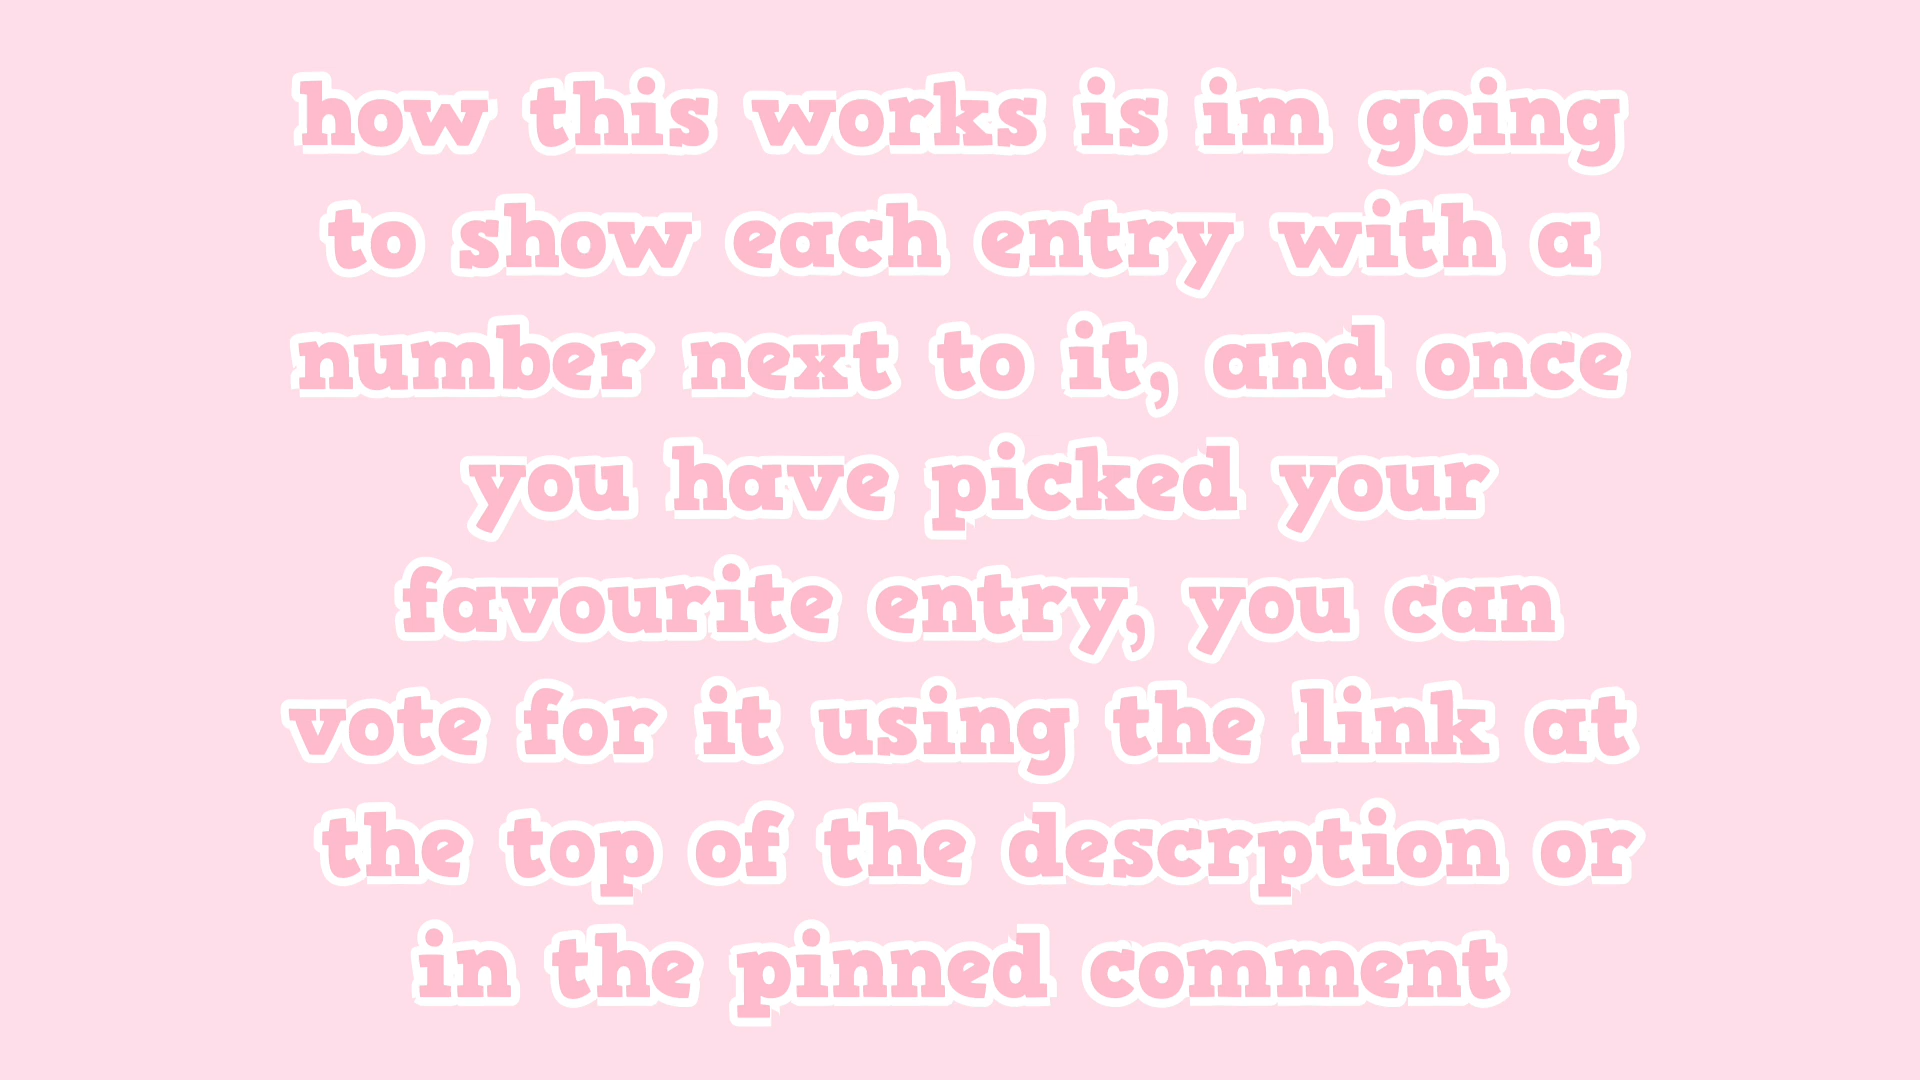 how this works is im going
to show each entry with a
number next to it, and once
you have picked your
favourite entry, you can
vote for it using the link at
the top of the descrption or
in the pinned comment